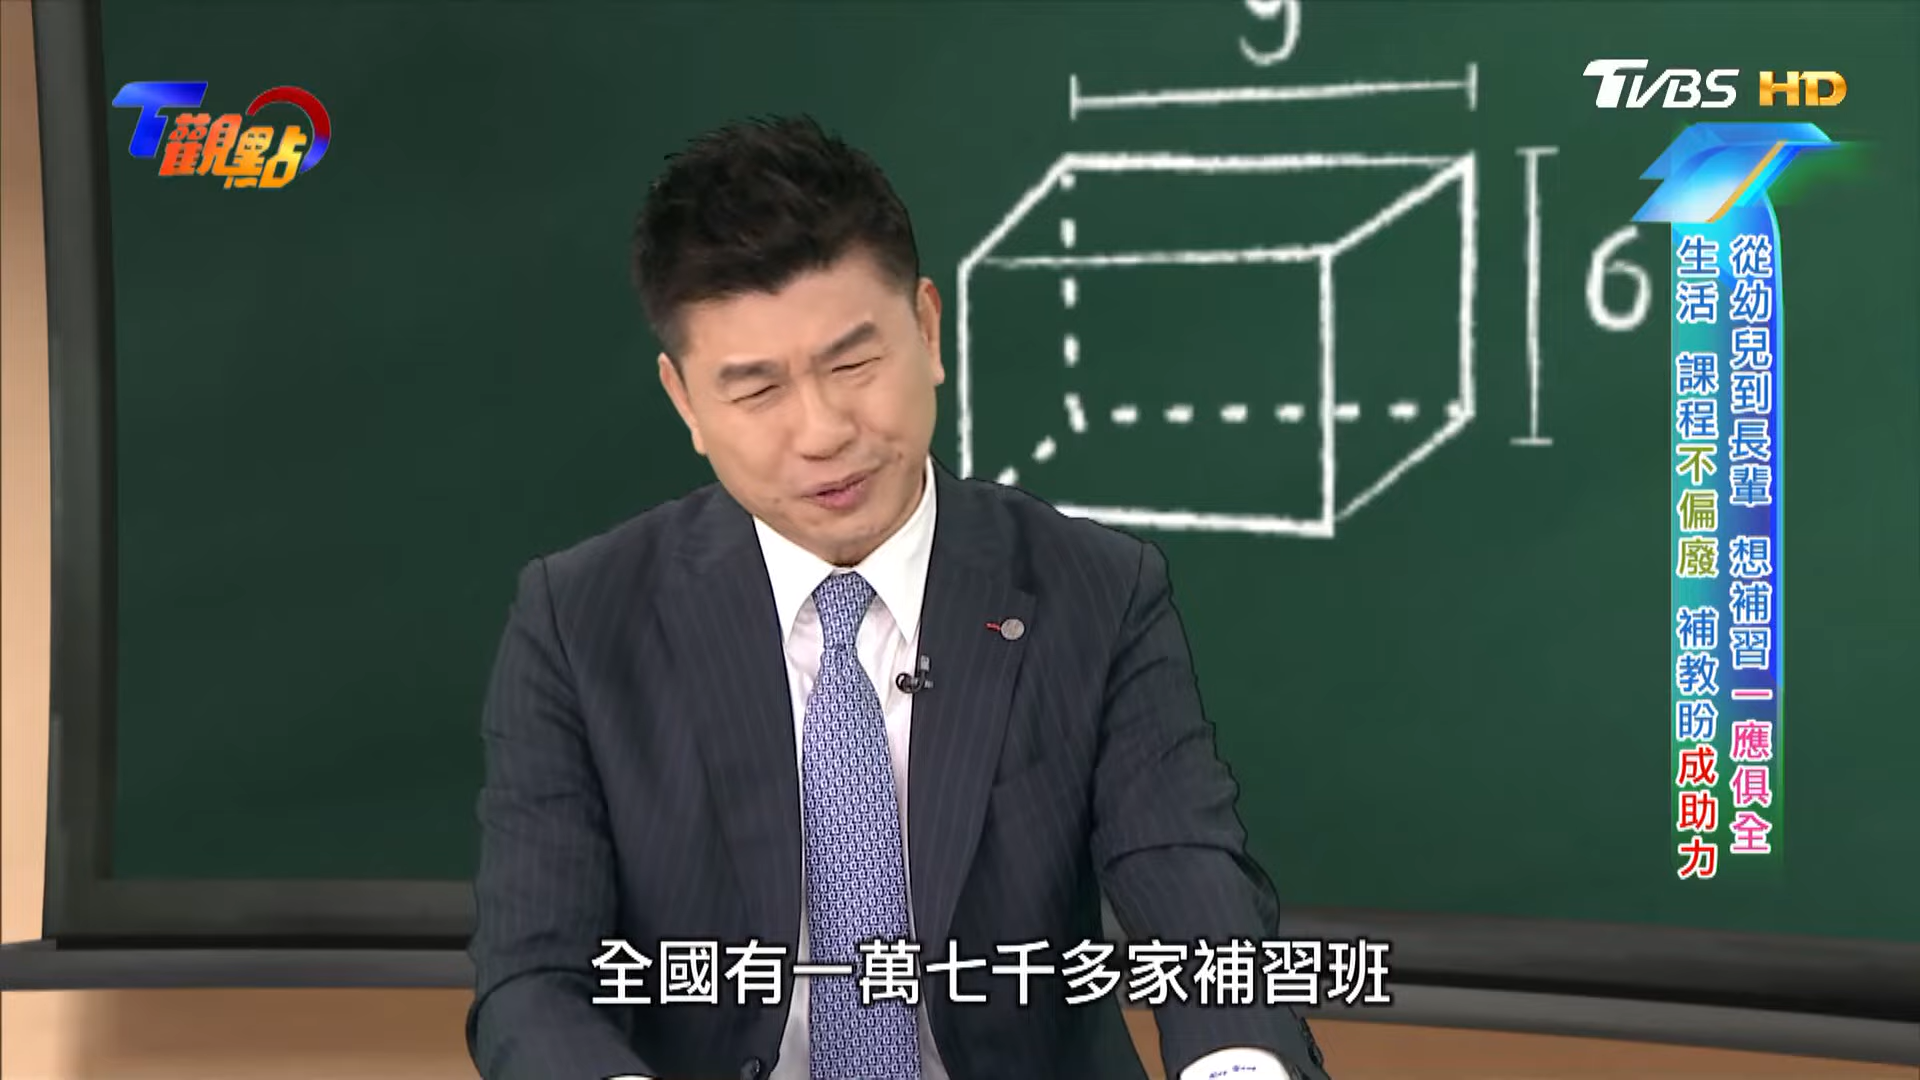 T觀點
TVBS HD
9
6
從幼兒到長輩 想補習一應俱全
生活 課程不偏廢 補教盼成助力
全國有一萬七千多家補習班